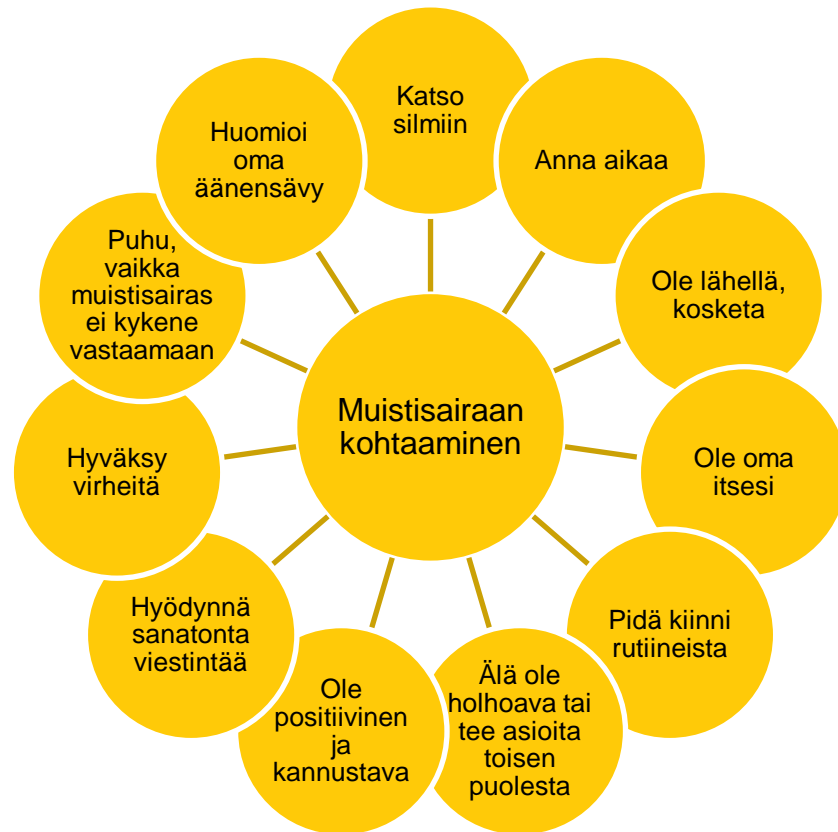 Katso
silmiin
Anna aikaa
Ole lähellä,
kosketa
Ole oma
itsesi
Pidä kiinni
rutiineista
Älä ole
holhoava tai
tee asioita
toisen
puolesta
Ole
positiivinen
ja
kannustava
Hyödynnä
sanatonta
viestintää
Hyväksy
virheitä
Puhu,
vaikka
muistisairas
ei kykene
vastaamaan
Huomioi
oma
äänensävy
Muistisairaan
kohtaaminen